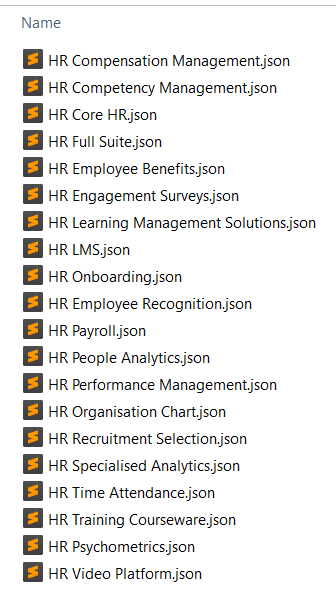 Name
HR Compensation Management.json
HR Competency Management.json
HR Core HR.json
HR Full Suite.json
HR Employee Benefits.json
HR Engagement Surveys.json
HR Learning Management Solutions.json
HR LMS.json
HR Onboarding.json
HR Employee Recognition.json
HR Payroll.json
HR People Analytics.json
HR Performance Management.json
HR Organisation Chart.json
HR Recruitment Selection.json
HR Specialised Analytics.json
HR Time Attendance.json
HR Training Courseware.json
HR Psychometrics.json
HR Video Platform.json